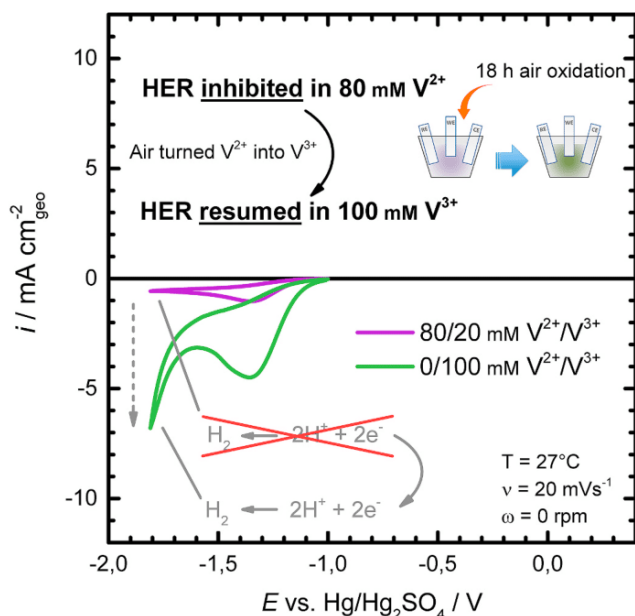 HER inhibited in 80 mM V²⁺
18 h air oxidation
Air turned V²⁺ into V³⁺
RE WE CE
RE WE CE
HER resumed in 100 mM V³⁺
i / mA cm⁻²geo
10
5
0
-5
-10
80/20 mM V²⁺/V³⁺
0/100 mM V²⁺/V³⁺
H₂ ← 2H⁺ + 2e⁻
H₂ ← 2H⁺ + 2e⁻
T = 27°C
ν = 20 mVs⁻¹
ω = 0 rpm
-2,0 -1,5 -1,0 -0,5 0,0
E vs. Hg/Hg₂SO₄ / V